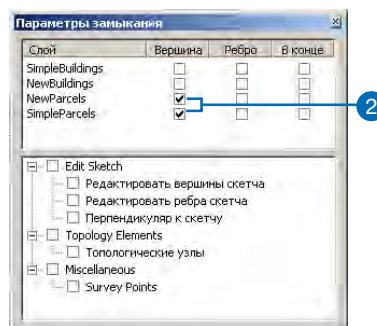 Параметры замыкания
Слой Вершина Ребро В конце
SimpleBuildings
NewBuildings
NewParcels
SimpleParcels
2
Edit Sketch
Редактировать вершины скетча
Редактировать ребра скетча
Перпендикуляр к скетчу
Topology Elements
Топологические узлы
Miscellaneous
Survey Points